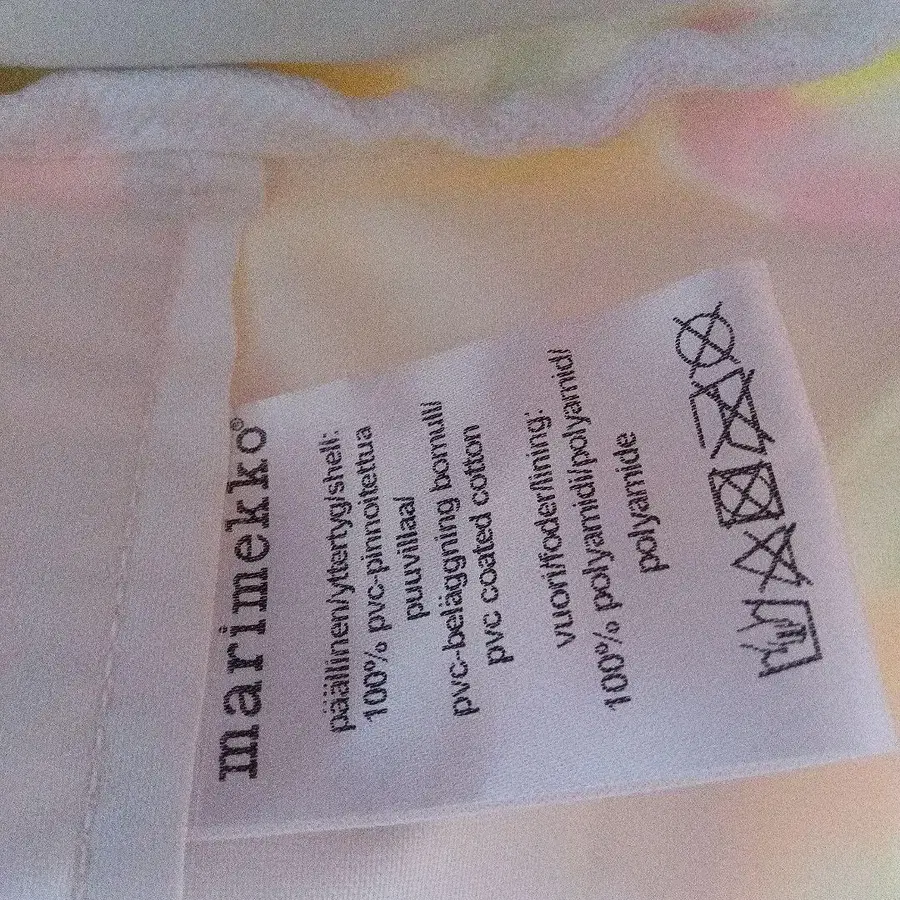 marimekko®
päällinen/yttertyg/shell:
100% pvc-pinnoitettua
puuvillaa/
pvc-beläggning bomull/
pvc coated cotton
vuori/foder/lining:
100% polyamidi/polyamid/
polyamide